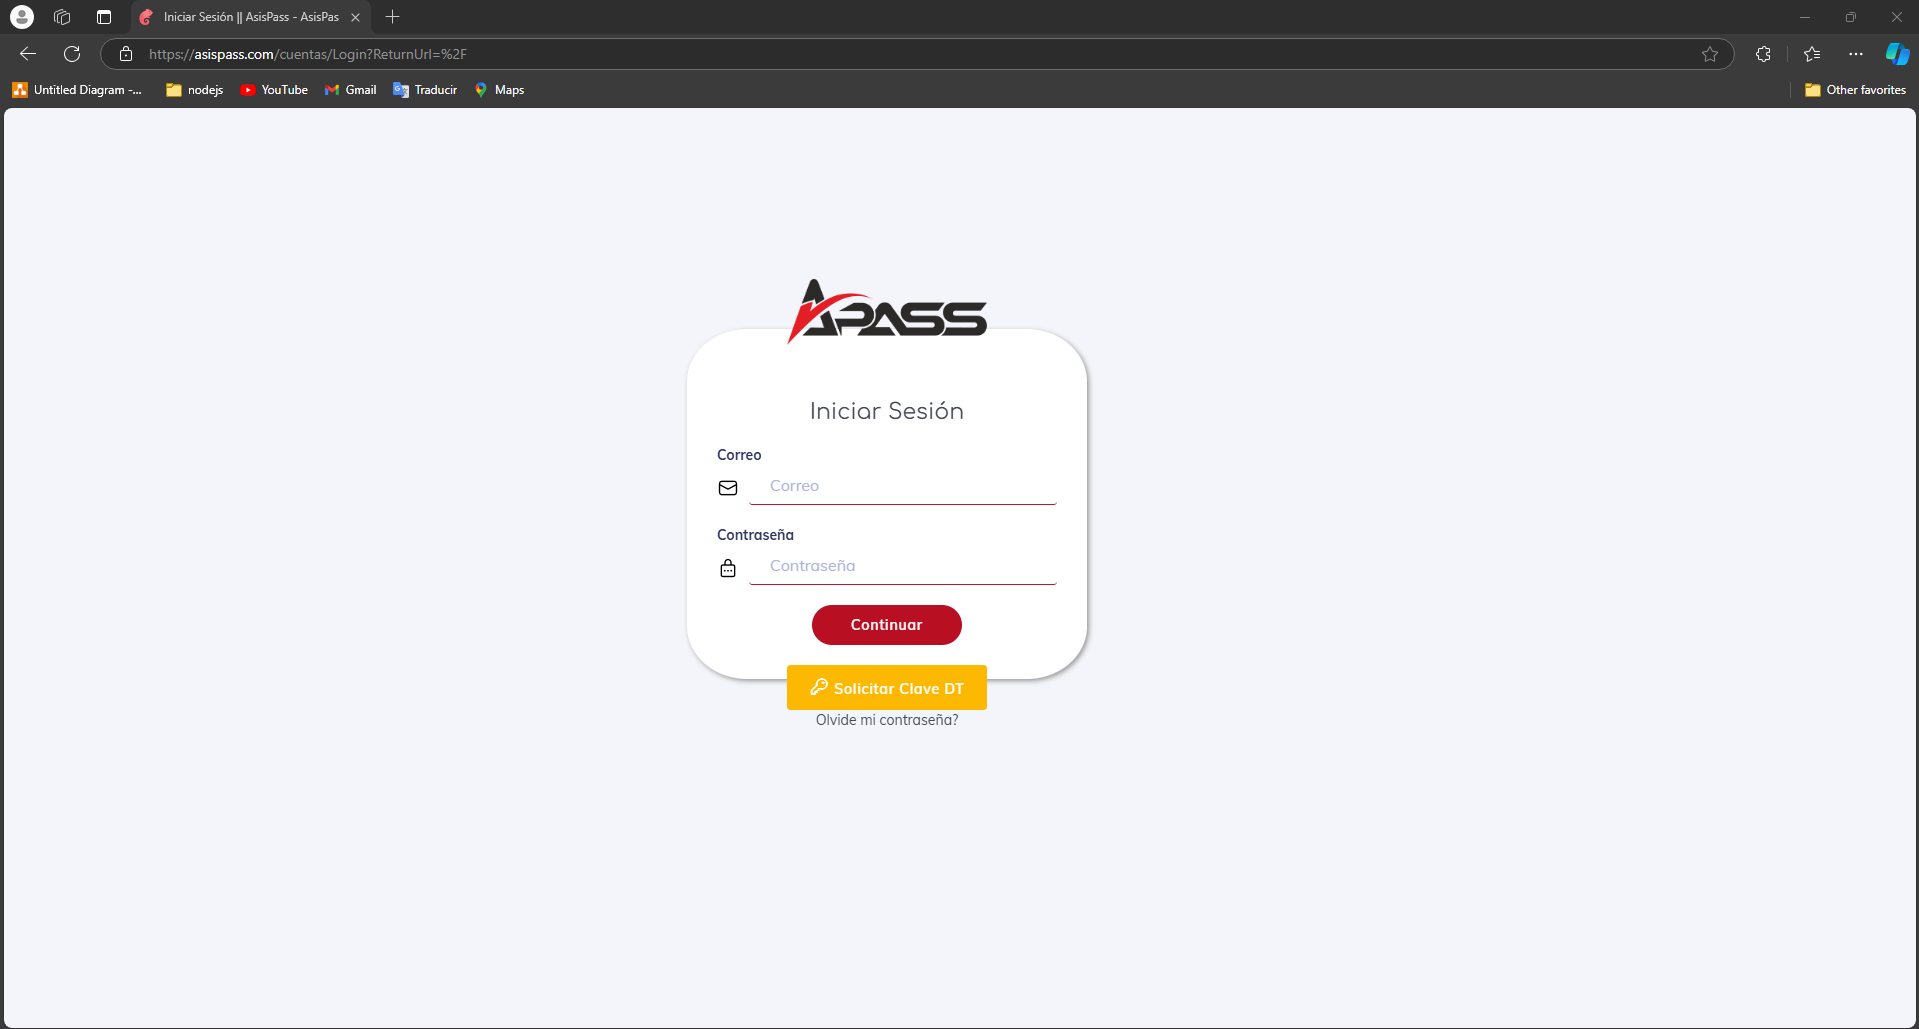 Iniciar Sesión || AsisPass - AsisPas
https://asispass.com/cuentas/Login?ReturnUrl=%2F
Untitled Diagram -...
nodejs
YouTube
Gmail
Traducir
Maps
Other favorites
APASS
Iniciar Sesión
Correo
Correo
Contraseña
Contraseña
Continuar
Solicitar Clave DT
Olvide mi contraseña?